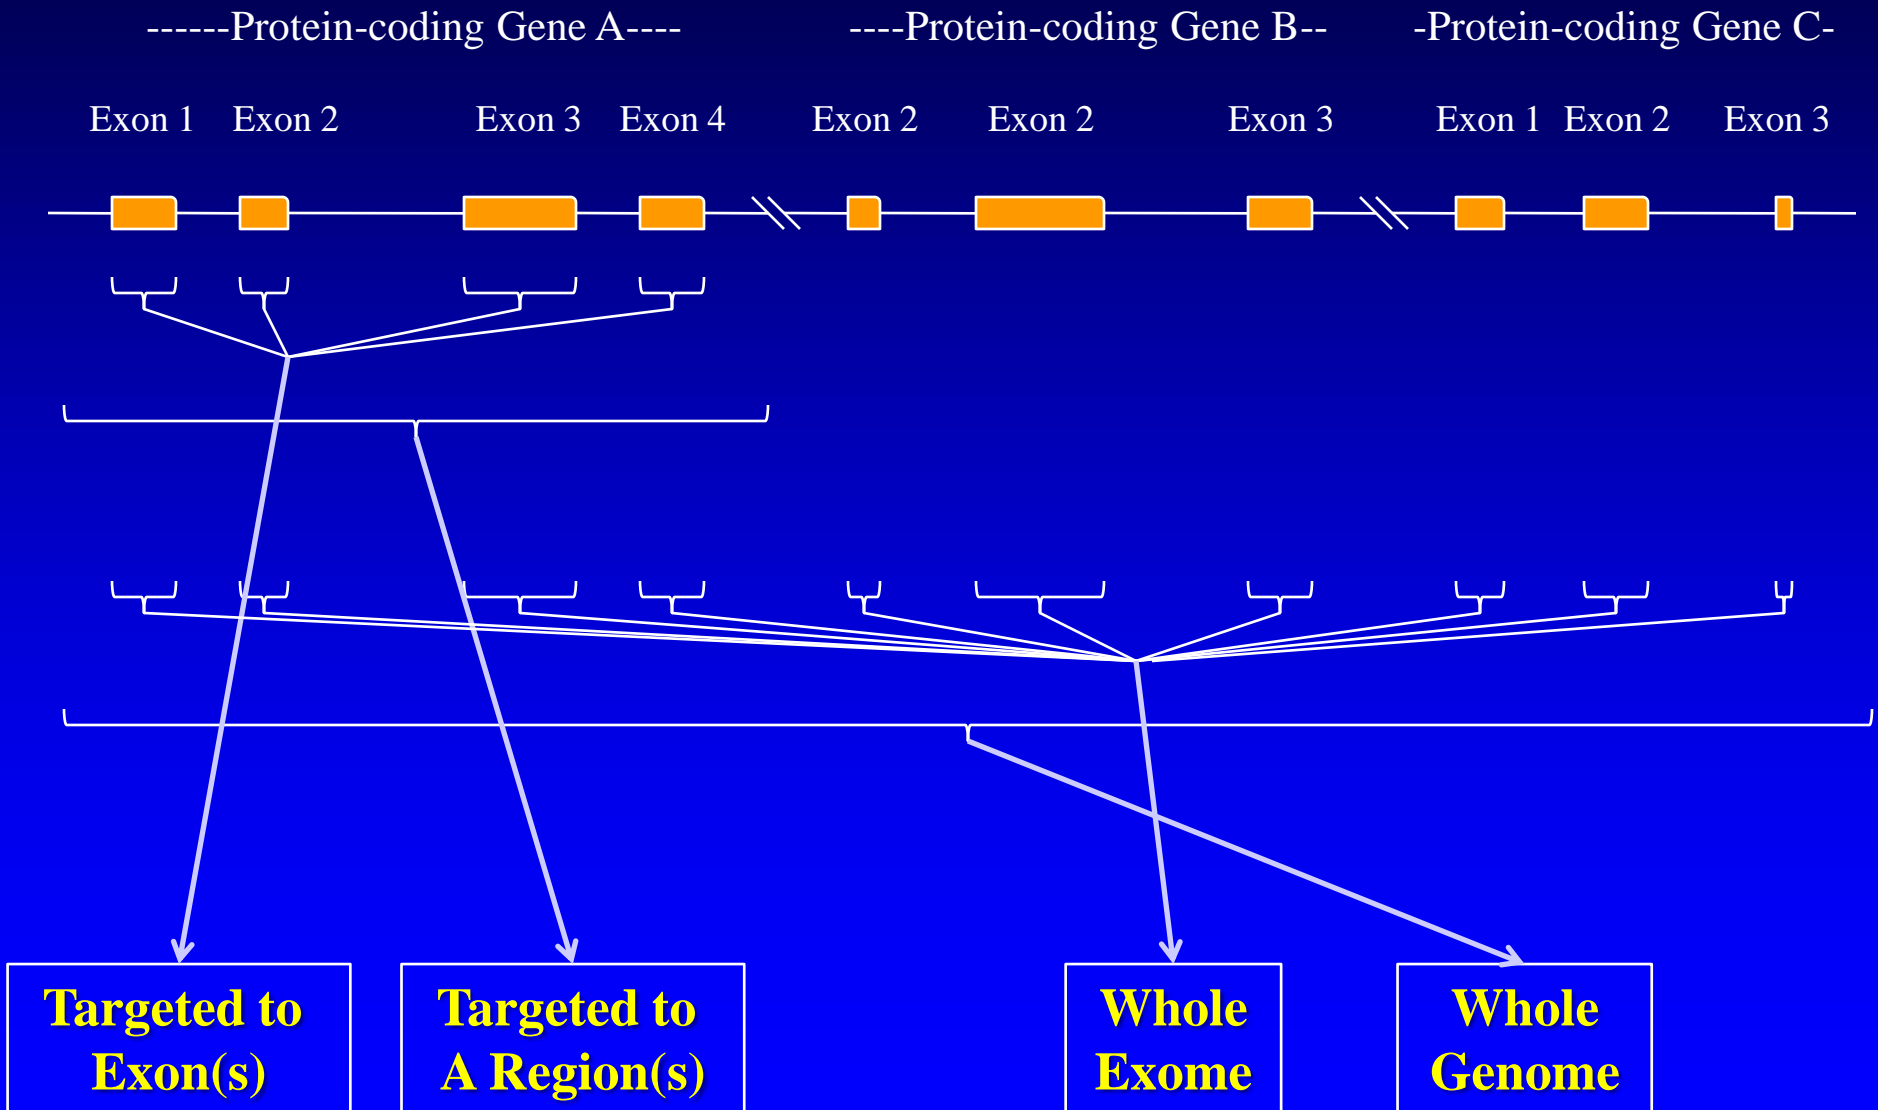 ------Protein-coding Gene A---- ----Protein-coding Gene B-- -Protein-coding Gene C-
Exon 1 Exon 2 Exon 3 Exon 4 Exon 2 Exon 2 Exon 3 Exon 1 Exon 2 Exon 3
Targeted to
Exon(s)
Targeted to
A Region(s)
Whole
Exome
Whole
Genome